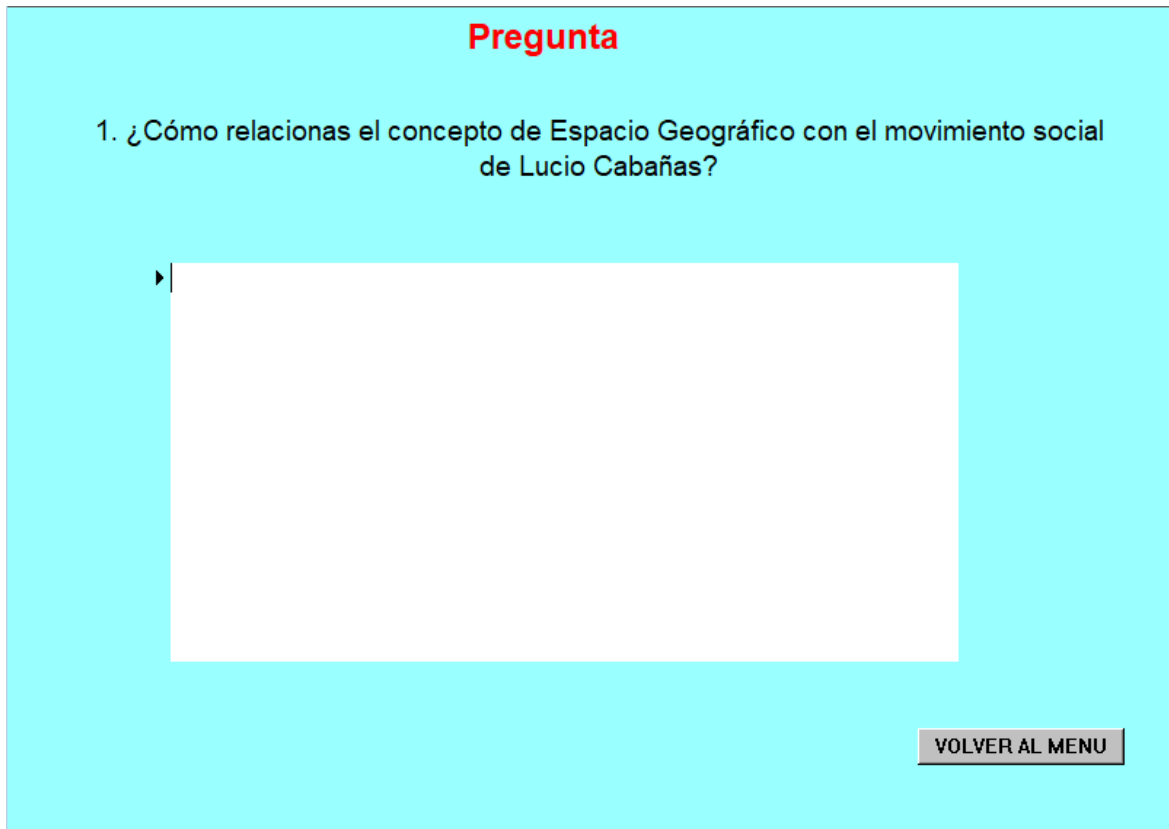 Pregunta
1. ¿Cómo relacionas el concepto de Espacio Geográfico con el movimiento social
de Lucio Cabañas?
VOLVER AL MENU